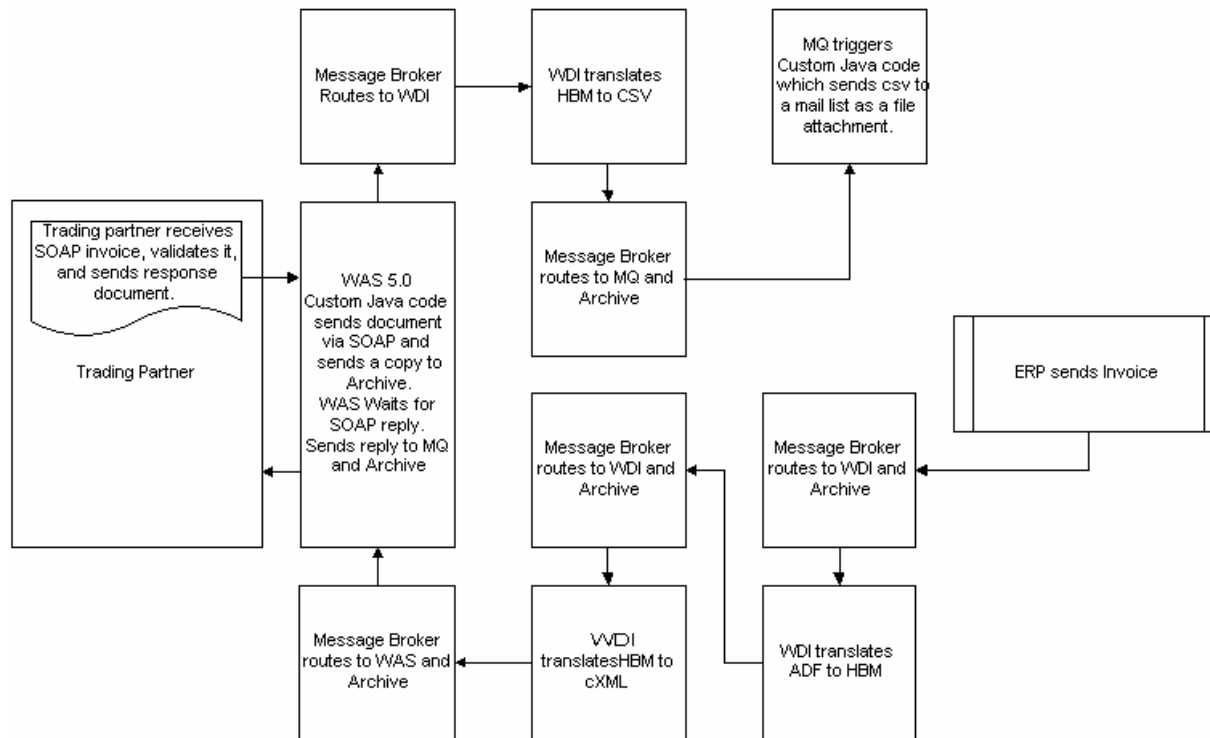 Message Broker
Routes to WDI
WDI translates
HBM to CSV
MQ triggers
Custom Java code
which sends csv to
a mail list as a file
attachment.
Trading partner receives
SOAP invoice, validates it,
and sends response
document.
Trading Partner
WAS 5.0
Custom Java code
sends document
via SOAP and
sends a copy to
Archive.
WAS Waits for
SOAP reply.
Sends reply to MQ
and Archive
Message Broker
routes to MQ and
Archive
ERP sends Invoice
Message Broker
routes to WDI and
Archive
Message Broker
routes to WDI and
Archive
Message Broker
routes to WAS and
Archive
WDI
translatesHBM to
cXML
WDI translates
ADF to HBM